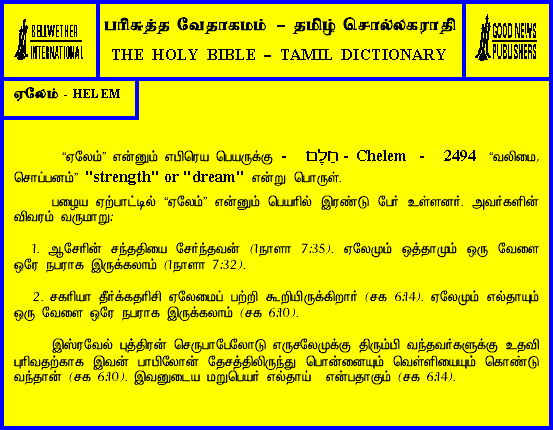 BELLWETHER
INTERNATIONAL
பரிசுத்த வேதாகமம் – தமிழ் சொல்லகராதி
THE HOLY BIBLE – TAMIL DICTIONARY
GOOD NEWS
PUBLISHERS
ஏலேம் - HELEM
“ஏலேம்” என்னும் எபிரெய பெயருக்கு - חֵלֶם - Chelem - 2494 “வலிமை,
சொப்பனம்” "strength" or "dream" என்று பொருள்.
பழைய ஏற்பாட்டில் “ஏலேம்” என்னும் பெயரில் இரண்டு பேர் உள்ளனர். அவர்களின்
விவரம் வருமாறு:
1. ஆசேரின் சந்ததியை சேர்ந்தவன் (1நாளா 7:35). ஏலேமும் ஒத்தாமும் ஒரு வேளை
ஒரே நபராக இருக்கலாம் (1நாளா 7:32).
2. சகரியா தீர்க்கதரிசி ஏலேமைப் பற்றி கூறியிருக்கிறார் (சக 6:14). ஏலேமும் எல்தாயும்
ஒரு வேளை ஒரே நபராக இருக்கலாம் (சக 6:10).
இஸ்ரவேல் புத்திரன் செருபாபேலோடு எருசலேமுக்கு திரும்பி வந்தவர்களுக்கு உதவி
புரிவதற்காக இவன் பாபிலோன் தேசத்திலிருந்து பொன்னையும் வெள்ளியையும் கொண்டு
வந்தான் (சக 6:10). இவனுடைய மறுபெயர் எல்தாய் என்பதாகும் (சக 6:14).